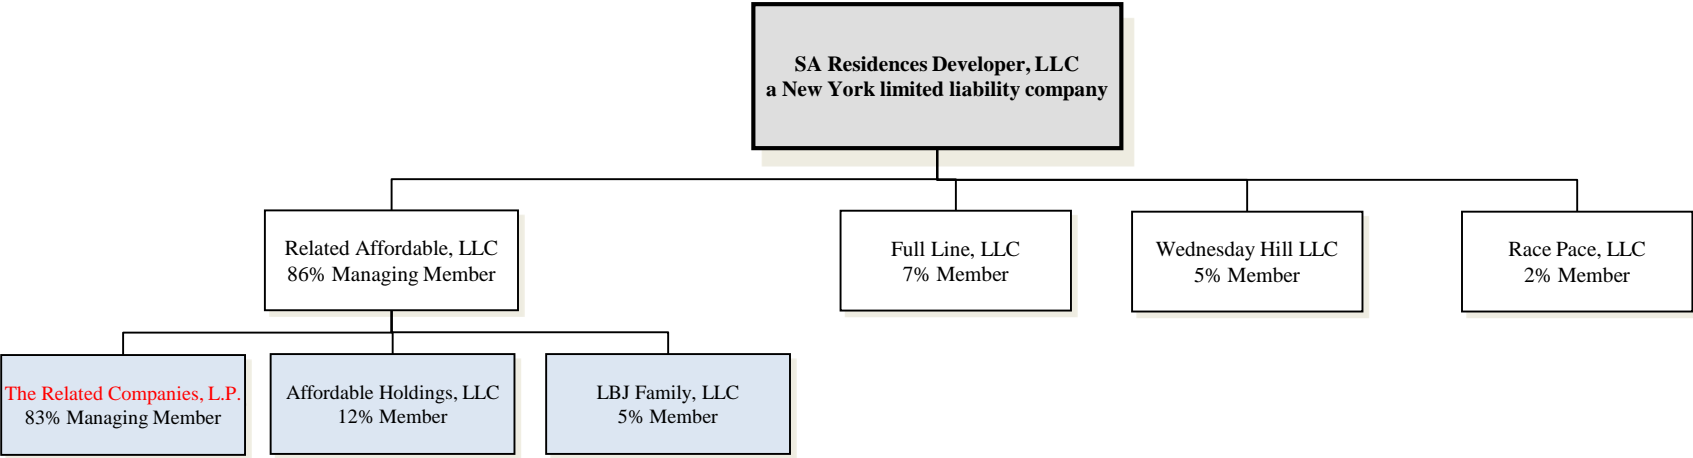 SA Residences Developer, LLC
a New York limited liability company
Related Affordable, LLC
86% Managing Member
Full Line, LLC
7% Member
Wednesday Hill LLC
5% Member
Race Pace, LLC
2% Member
The Related Companies, L.P.
83% Managing Member
Affordable Holdings, LLC
12% Member
LBJ Family, LLC
5% Member